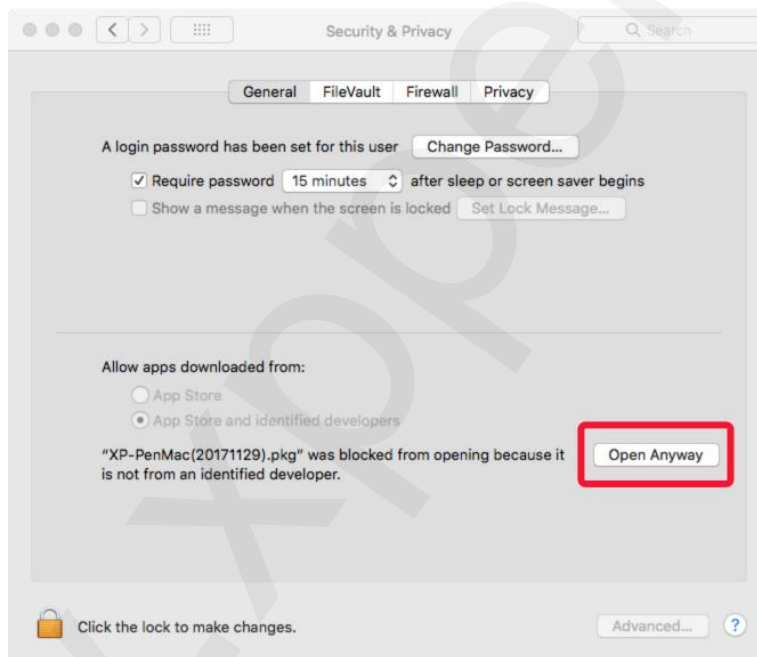 Security & Privacy
Search
General FileVault Firewall Privacy
A login password has been set for this user Change Password...
Require password 15 minutes after sleep or screen saver begins
Show a message when the screen is locked Set Lock Message...
Allow apps downloaded from:
App Store
App Store and identified developers
“XP-PenMac(20171129).pkg” was blocked from opening because it
is not from an identified developer.
Open Anyway
Click the lock to make changes.
Advanced... ?